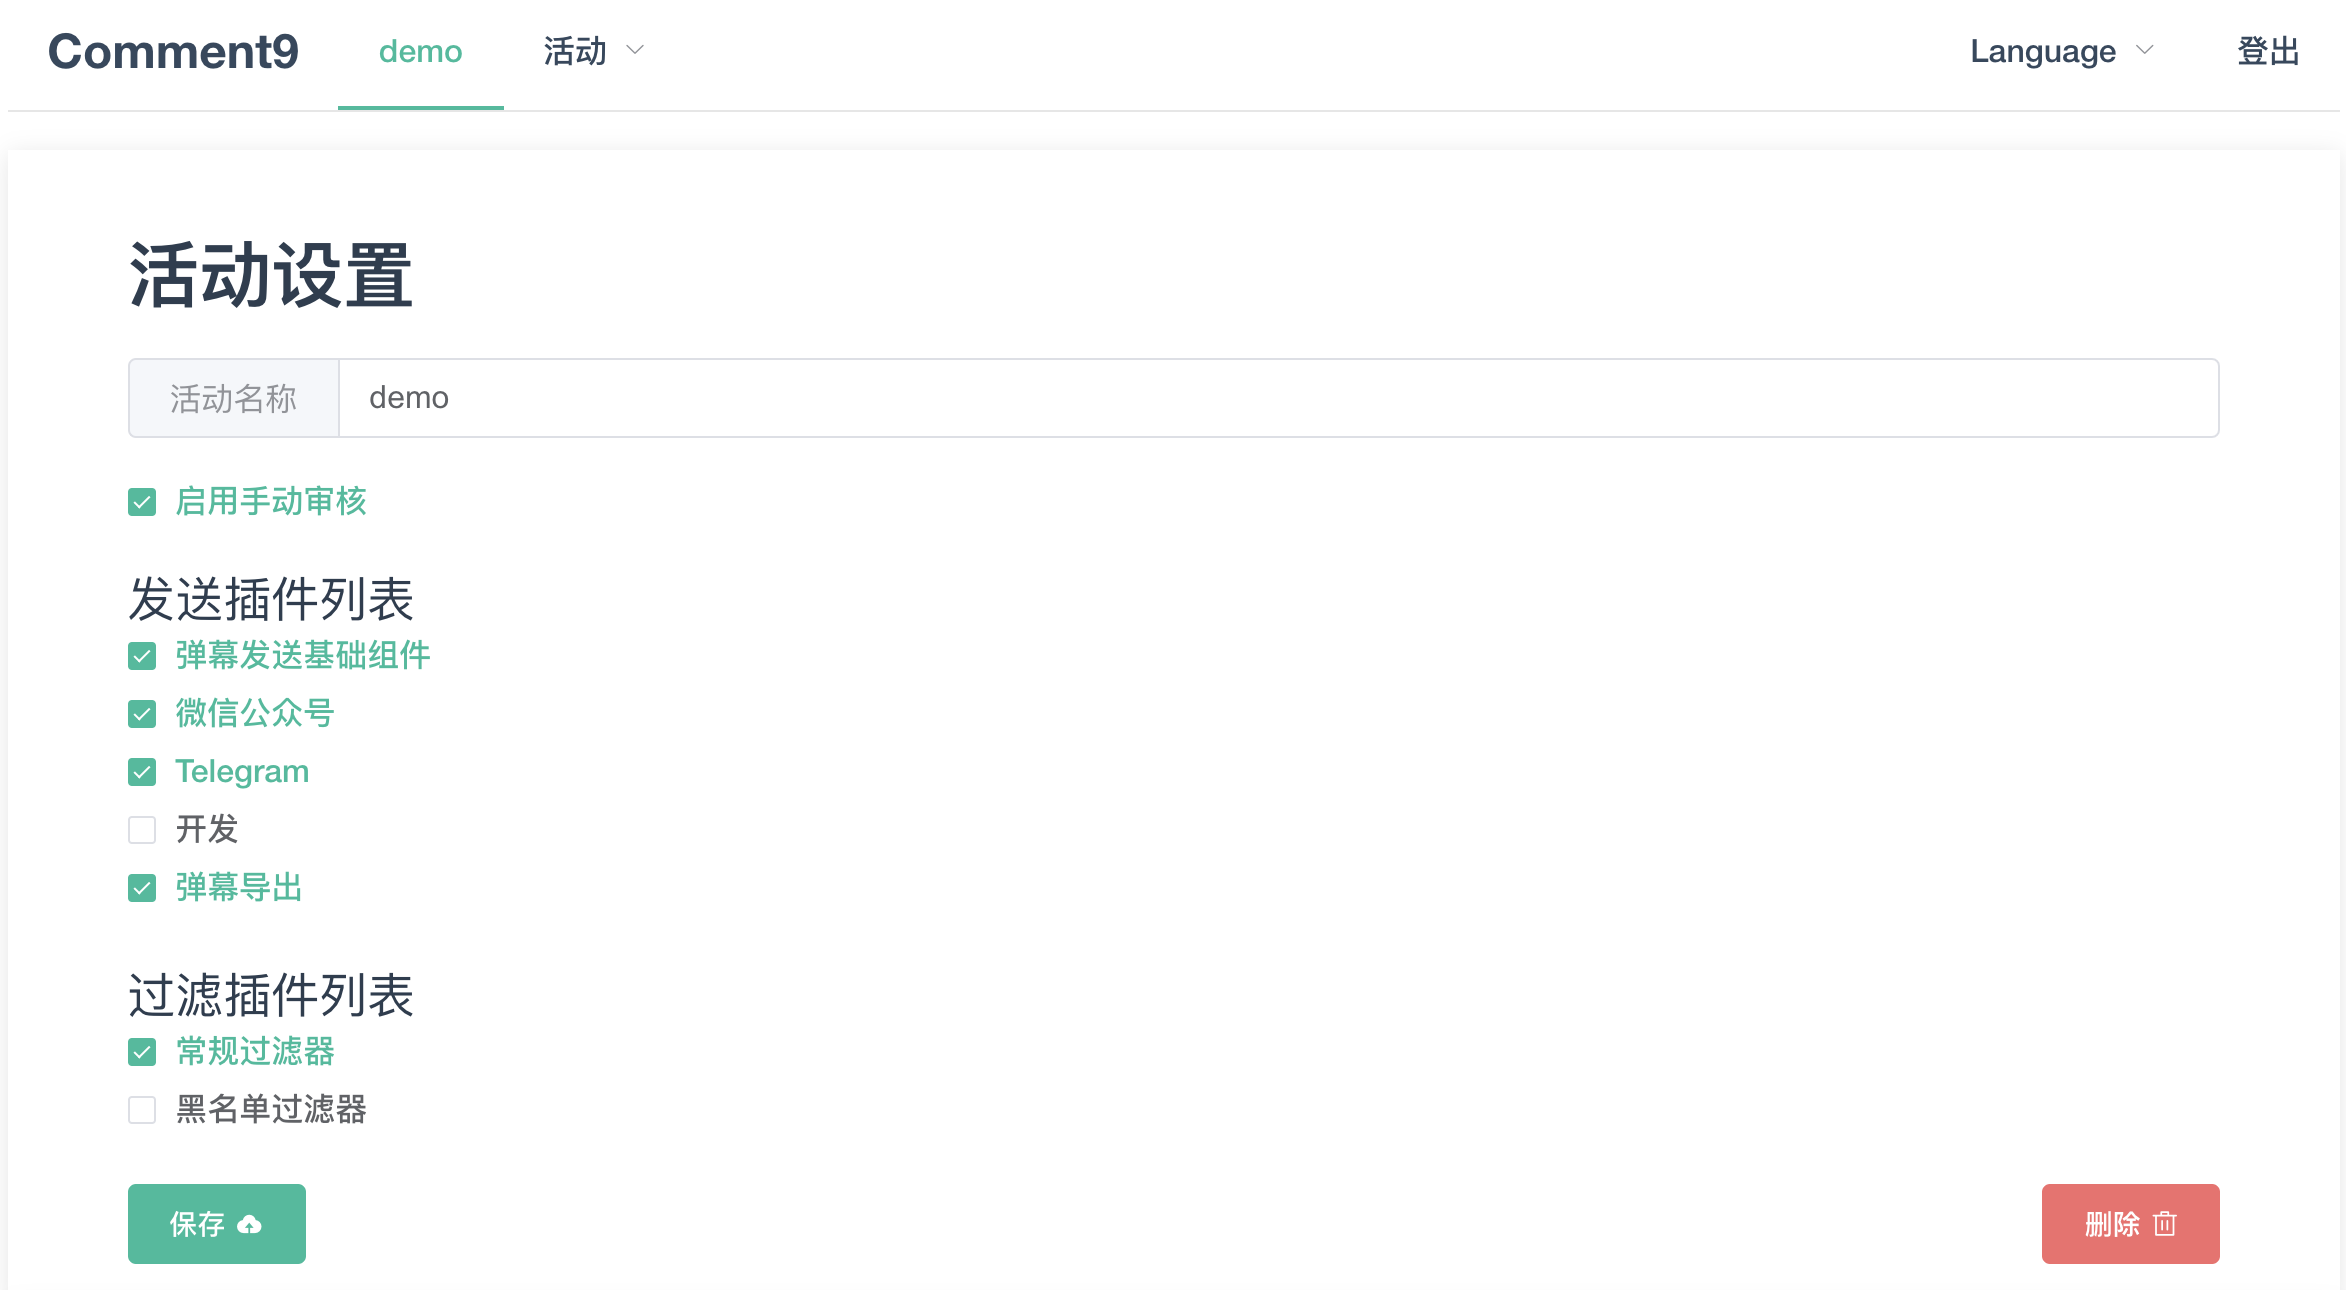 Comment9 demo 活动 Language 登出
活动设置
活动名称 demo
启用手动审核
发送插件列表
弹幕发送基础组件
微信公众号
Telegram
开发
弹幕导出
过滤插件列表
常规过滤器
黑名单过滤器
保存 删除